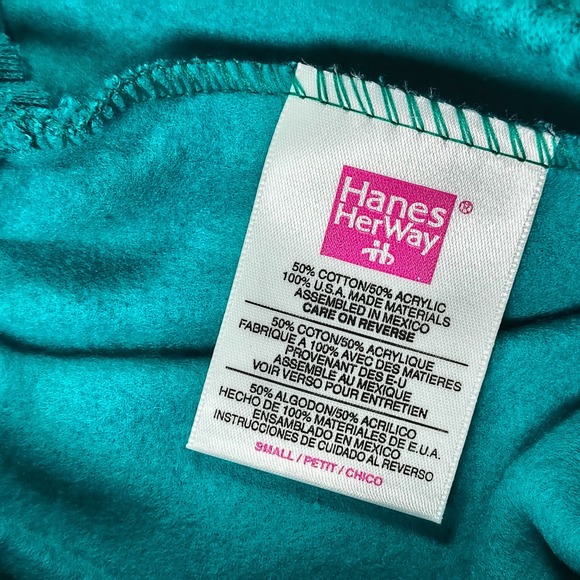 Hanes
HerWay
®
50% COTTON/50% ACRYLIC
100% U.S.A. MADE MATERIALS
ASSEMBLED IN MEXICO
CARE ON REVERSE
50% COTON/50% ACRYLIQUE
FABRIQUE A 100% AVEC DES MATIERES
PROVENANT DES E-U
ASSEMBLE AU MEXIQUE
VOIR VERSO POUR ENTRETIEN
50% ALGODON/50% ACRILICO
HECHO DE 100% MATERIALES DE E.U.A.
ENSAMBLADO EN MEXICO
INSTRUCCIONES DE CUIDADO AL REVERSO
SMALL / PETIT / CHICO